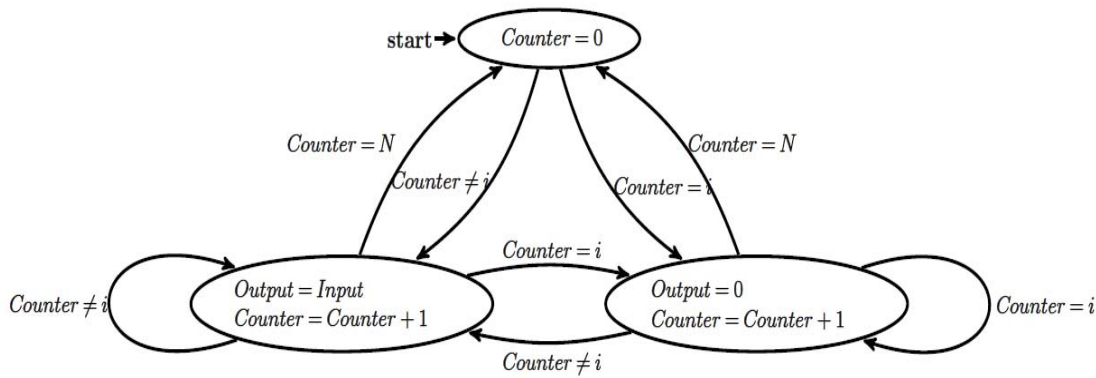 start
Counter = 0
Counter = N
Counter = N
Counter ≠ i
Counter = i
Counter = i
Output = Input
Counter = Counter + 1
Output = 0
Counter = Counter + 1
Counter ≠ i
Counter = i
Counter ≠ i